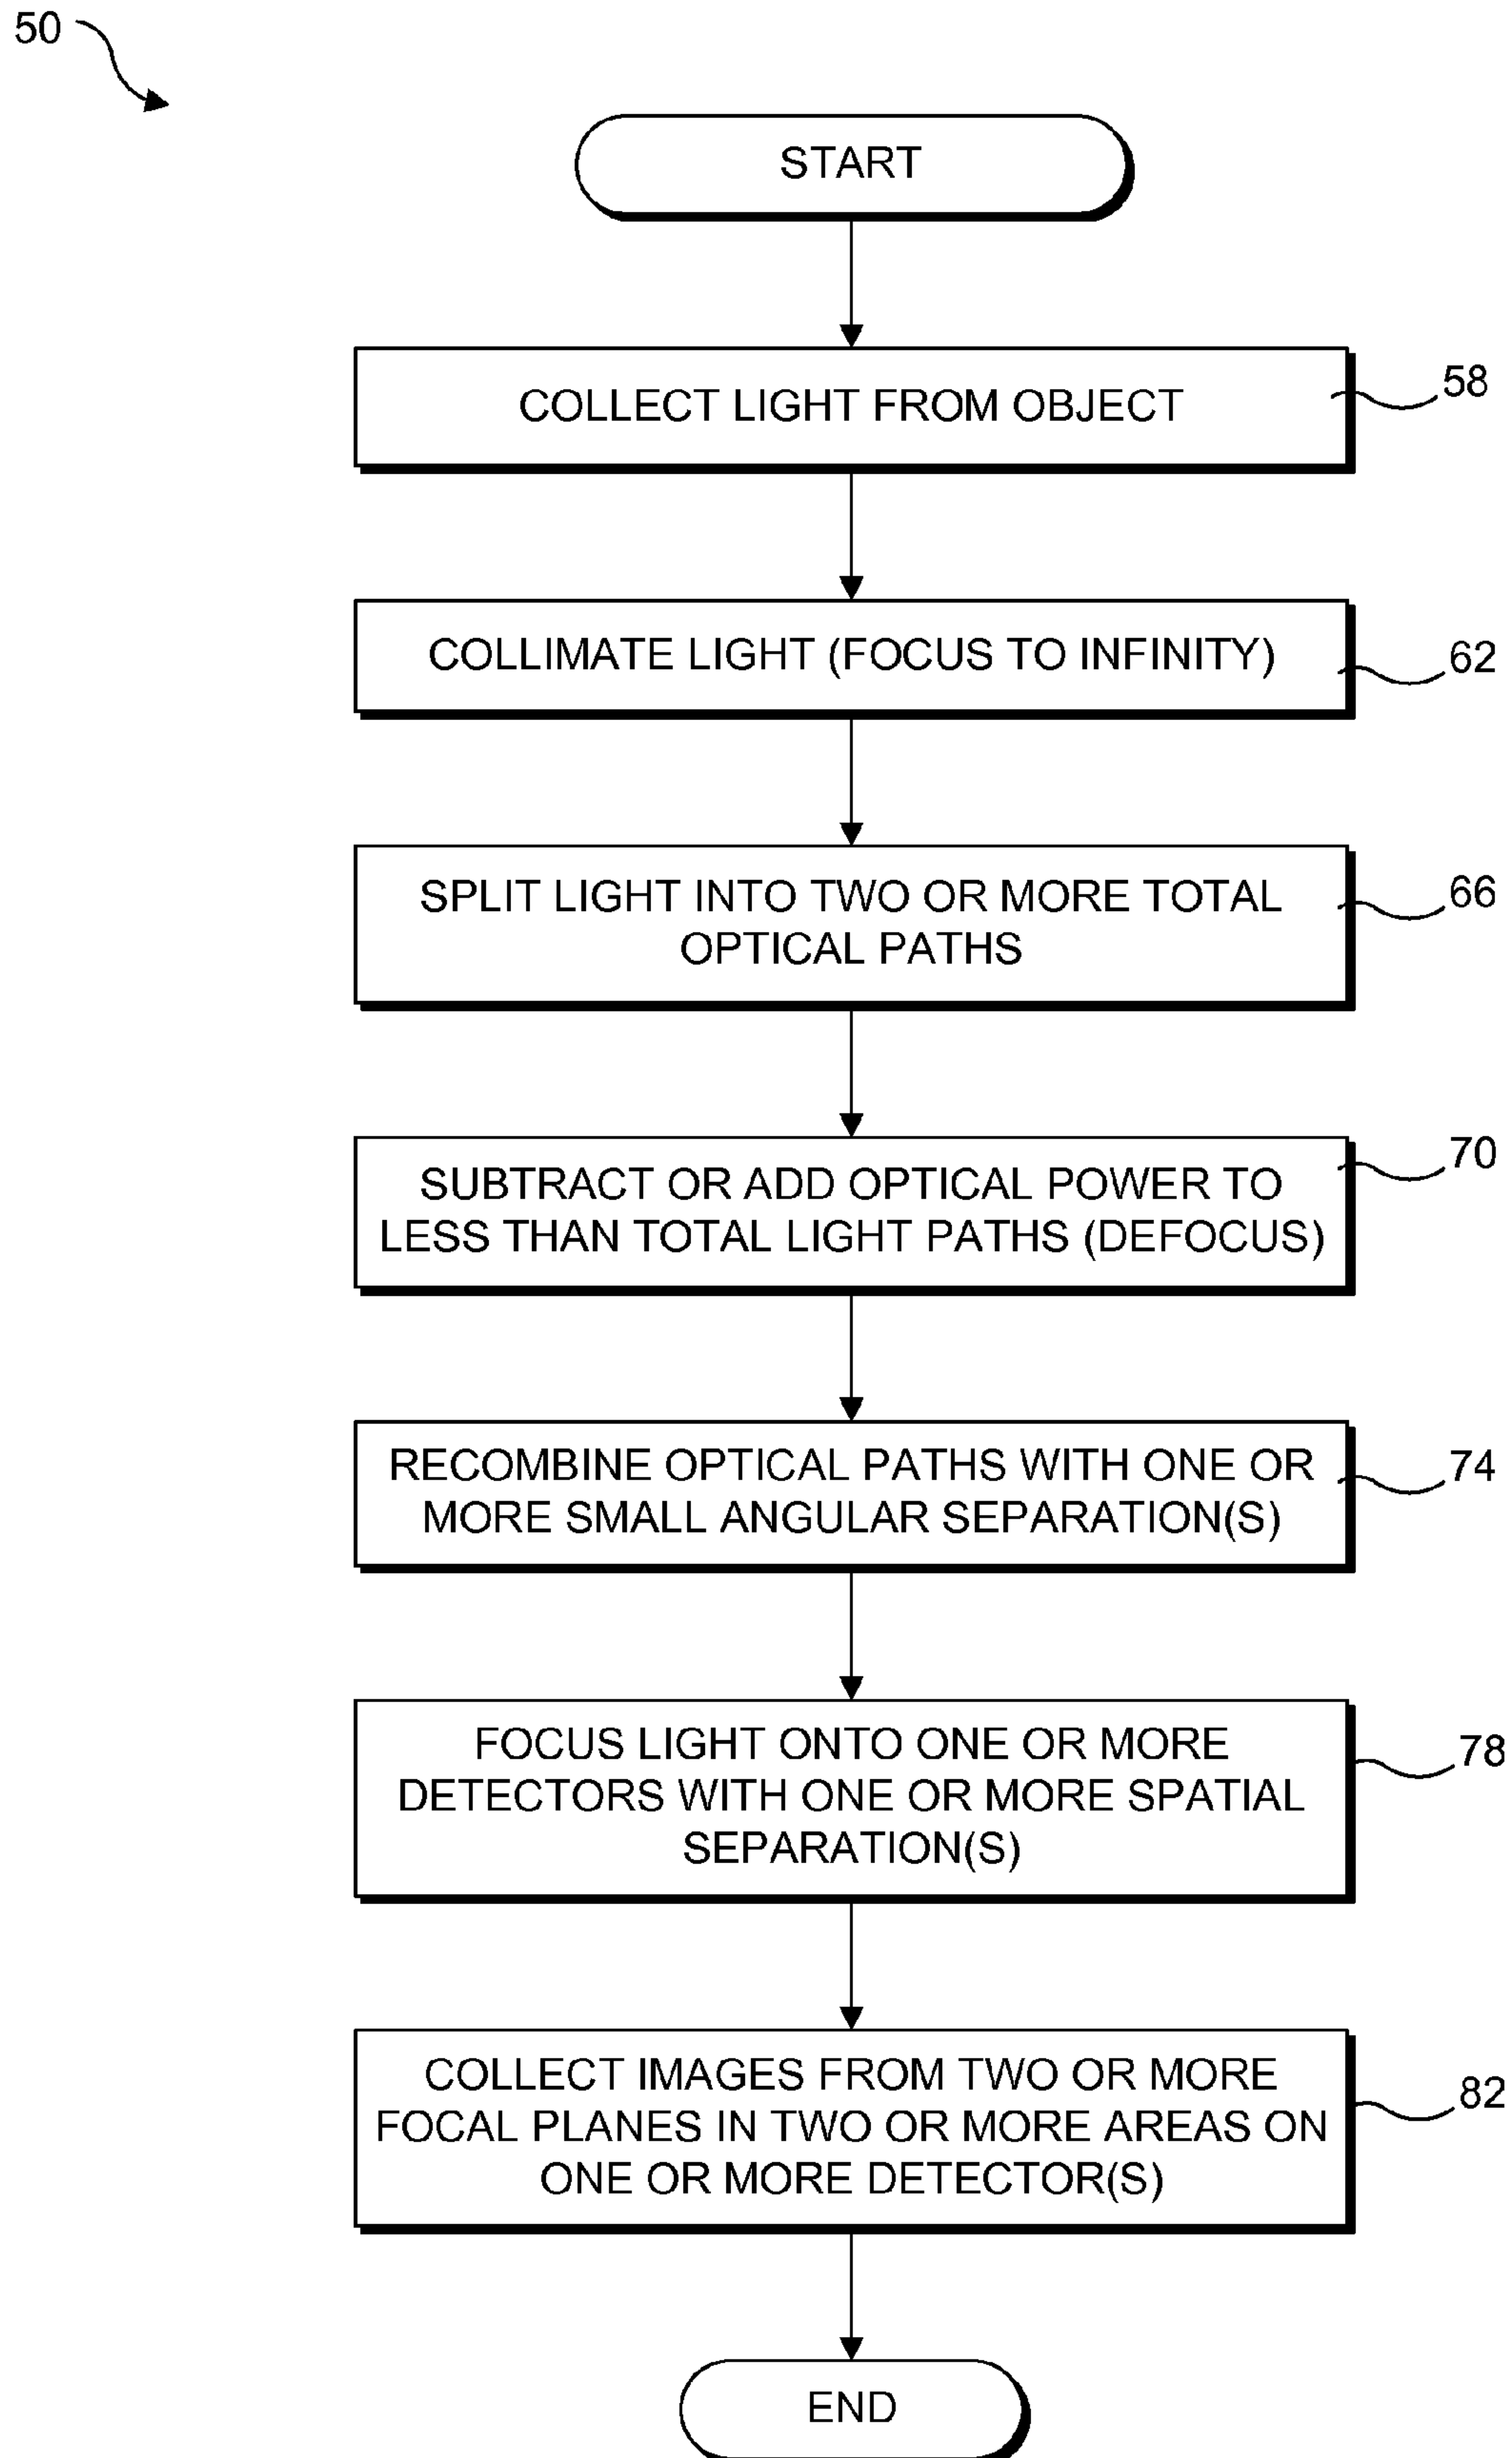 50
START
COLLECT LIGHT FROM OBJECT
58
COLLIMATE LIGHT (FOCUS TO INFINITY)
62
SPLIT LIGHT INTO TWO OR MORE TOTAL
OPTICAL PATHS
66
SUBTRACT OR ADD OPTICAL POWER TO
LESS THAN TOTAL LIGHT PATHS (DEFOCUS)
70
RECOMBINE OPTICAL PATHS WITH ONE OR
MORE SMALL ANGULAR SEPARATION(S)
74
FOCUS LIGHT ONTO ONE OR MORE
DETECTORS WITH ONE OR MORE SPATIAL
SEPARATION(S)
78
COLLECT IMAGES FROM TWO OR MORE
FOCAL PLANES IN TWO OR MORE AREAS ON
ONE OR MORE DETECTOR(S)
82
END